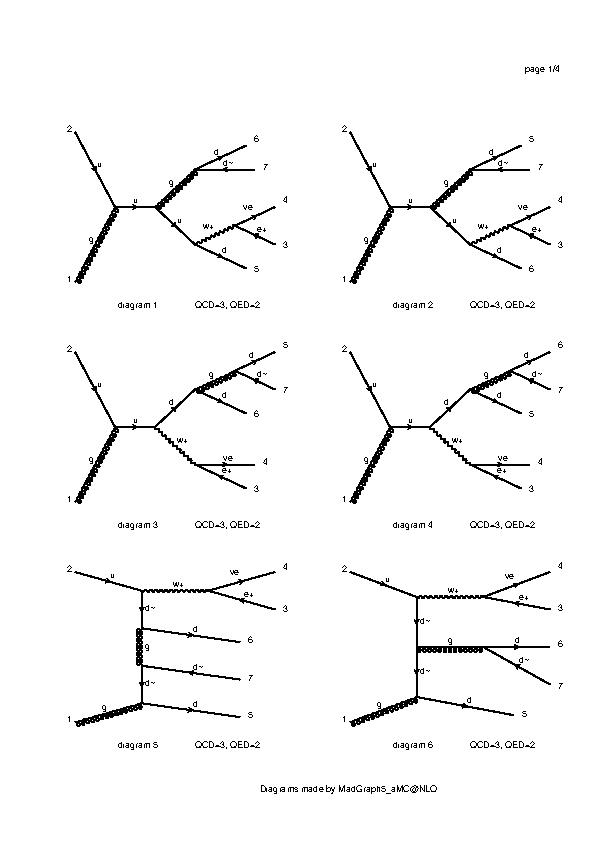 page 1/4
2 u 1 g u g d 6 d~ 7 u w+ ve 4 e+ 3 d 5
diagram 1 QCD=3, QED=2
2 u 1 g u g d 5 d~ 7 u w+ ve 4 e+ 3 d 6
diagram 2 QCD=3, QED=2
2 u 1 g u d g d 5 d~ 7 d 6 w+ ve 4 e+ 3
diagram 3 QCD=3, QED=2
2 u 1 g u d g d 6 d~ 7 d 5 w+ ve 4 e+ 3
diagram 4 QCD=3, QED=2
2 u w+ ve 4 e+ 3 d~ d 6 g d~ 7 d~ 1 g d 5
diagram 5 QCD=3, QED=2
2 u w+ ve 4 e+ 3 d~ g d 6 d~ 7 d~ 1 g d 5
diagram 6 QCD=3, QED=2
Diagrams made by MadGraph5_aMC@NLO